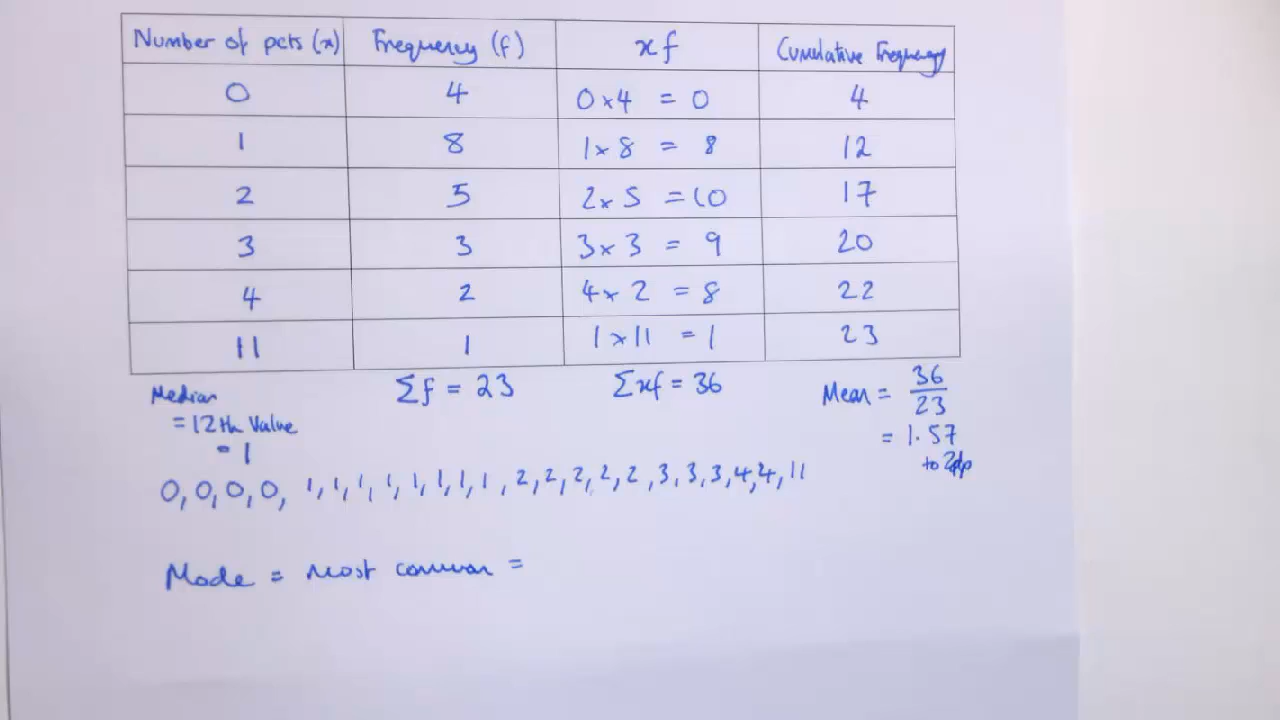 Number of pets (x) Frequency (f) xf Cumulative Frequency
0 4 0 × 4 = 0 4
1 8 1 × 8 = 8 12
2 5 2 × 5 = 10 17
3 3 3 × 3 = 9 20
4 2 4 × 2 = 8 22
11 1 1 × 11 = 1 23
Σf = 23 Σxf = 36
Median
= 12th Value
= 1
Mean = 36/23
= 1.57
to 2dp
0, 0, 0, 0, 1, 1, 1, 1, 1, 1, 1, 1, 2, 2, 2, 2, 2, 3, 3, 3, 4, 4, 11
Mode = most common =